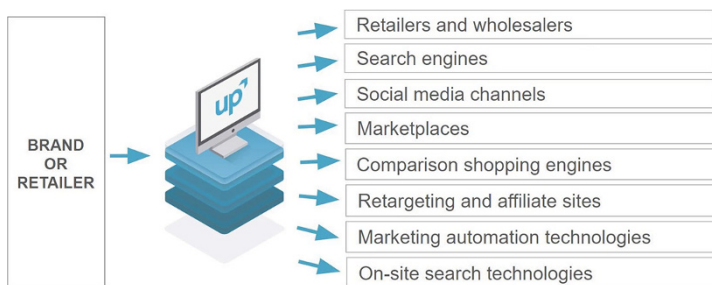 BRAND
OR
RETAILER
up
Retailers and wholesalers
Search engines
Social media channels
Marketplaces
Comparison shopping engines
Retargeting and affiliate sites
Marketing automation technologies
On-site search technologies